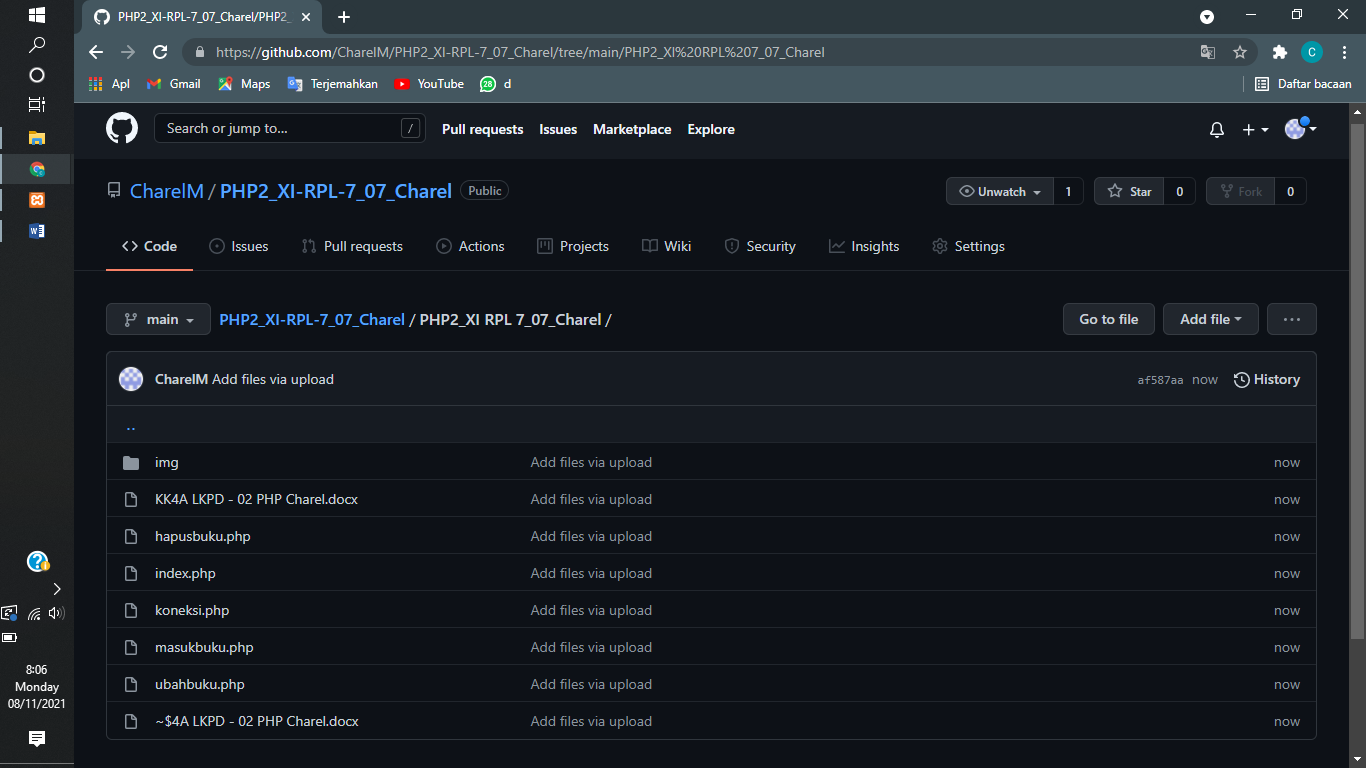 PHP2_XI-RPL-7_07_Charel/PHP2_
https://github.com/CharelM/PHP2_XI-RPL-7_07_Charel/tree/main/PHP2_XI%20RPL%207_07_Charel
Apl Gmail Maps Terjemahkan YouTube 28 d Daftar bacaan
Search or jump to... / Pull requests Issues Marketplace Explore
CharelM / PHP2_XI-RPL-7_07_Charel Public Unwatch 1 Star 0 Fork 0
Code Issues Pull requests Actions Projects Wiki Security Insights Settings
main PHP2_XI-RPL-7_07_Charel / PHP2_XI RPL 7_07_Charel / Go to file Add file ...
CharelM Add files via upload af587aa now History
..
img Add files via upload now
KK4A LKPD - 02 PHP Charel.docx Add files via upload now
hapusbuku.php Add files via upload now
index.php Add files via upload now
koneksi.php Add files via upload now
masukbuku.php Add files via upload now
ubahbuku.php Add files via upload now
~$4A LKPD - 02 PHP Charel.docx Add files via upload now
C
8:06
Monday
08/11/2021